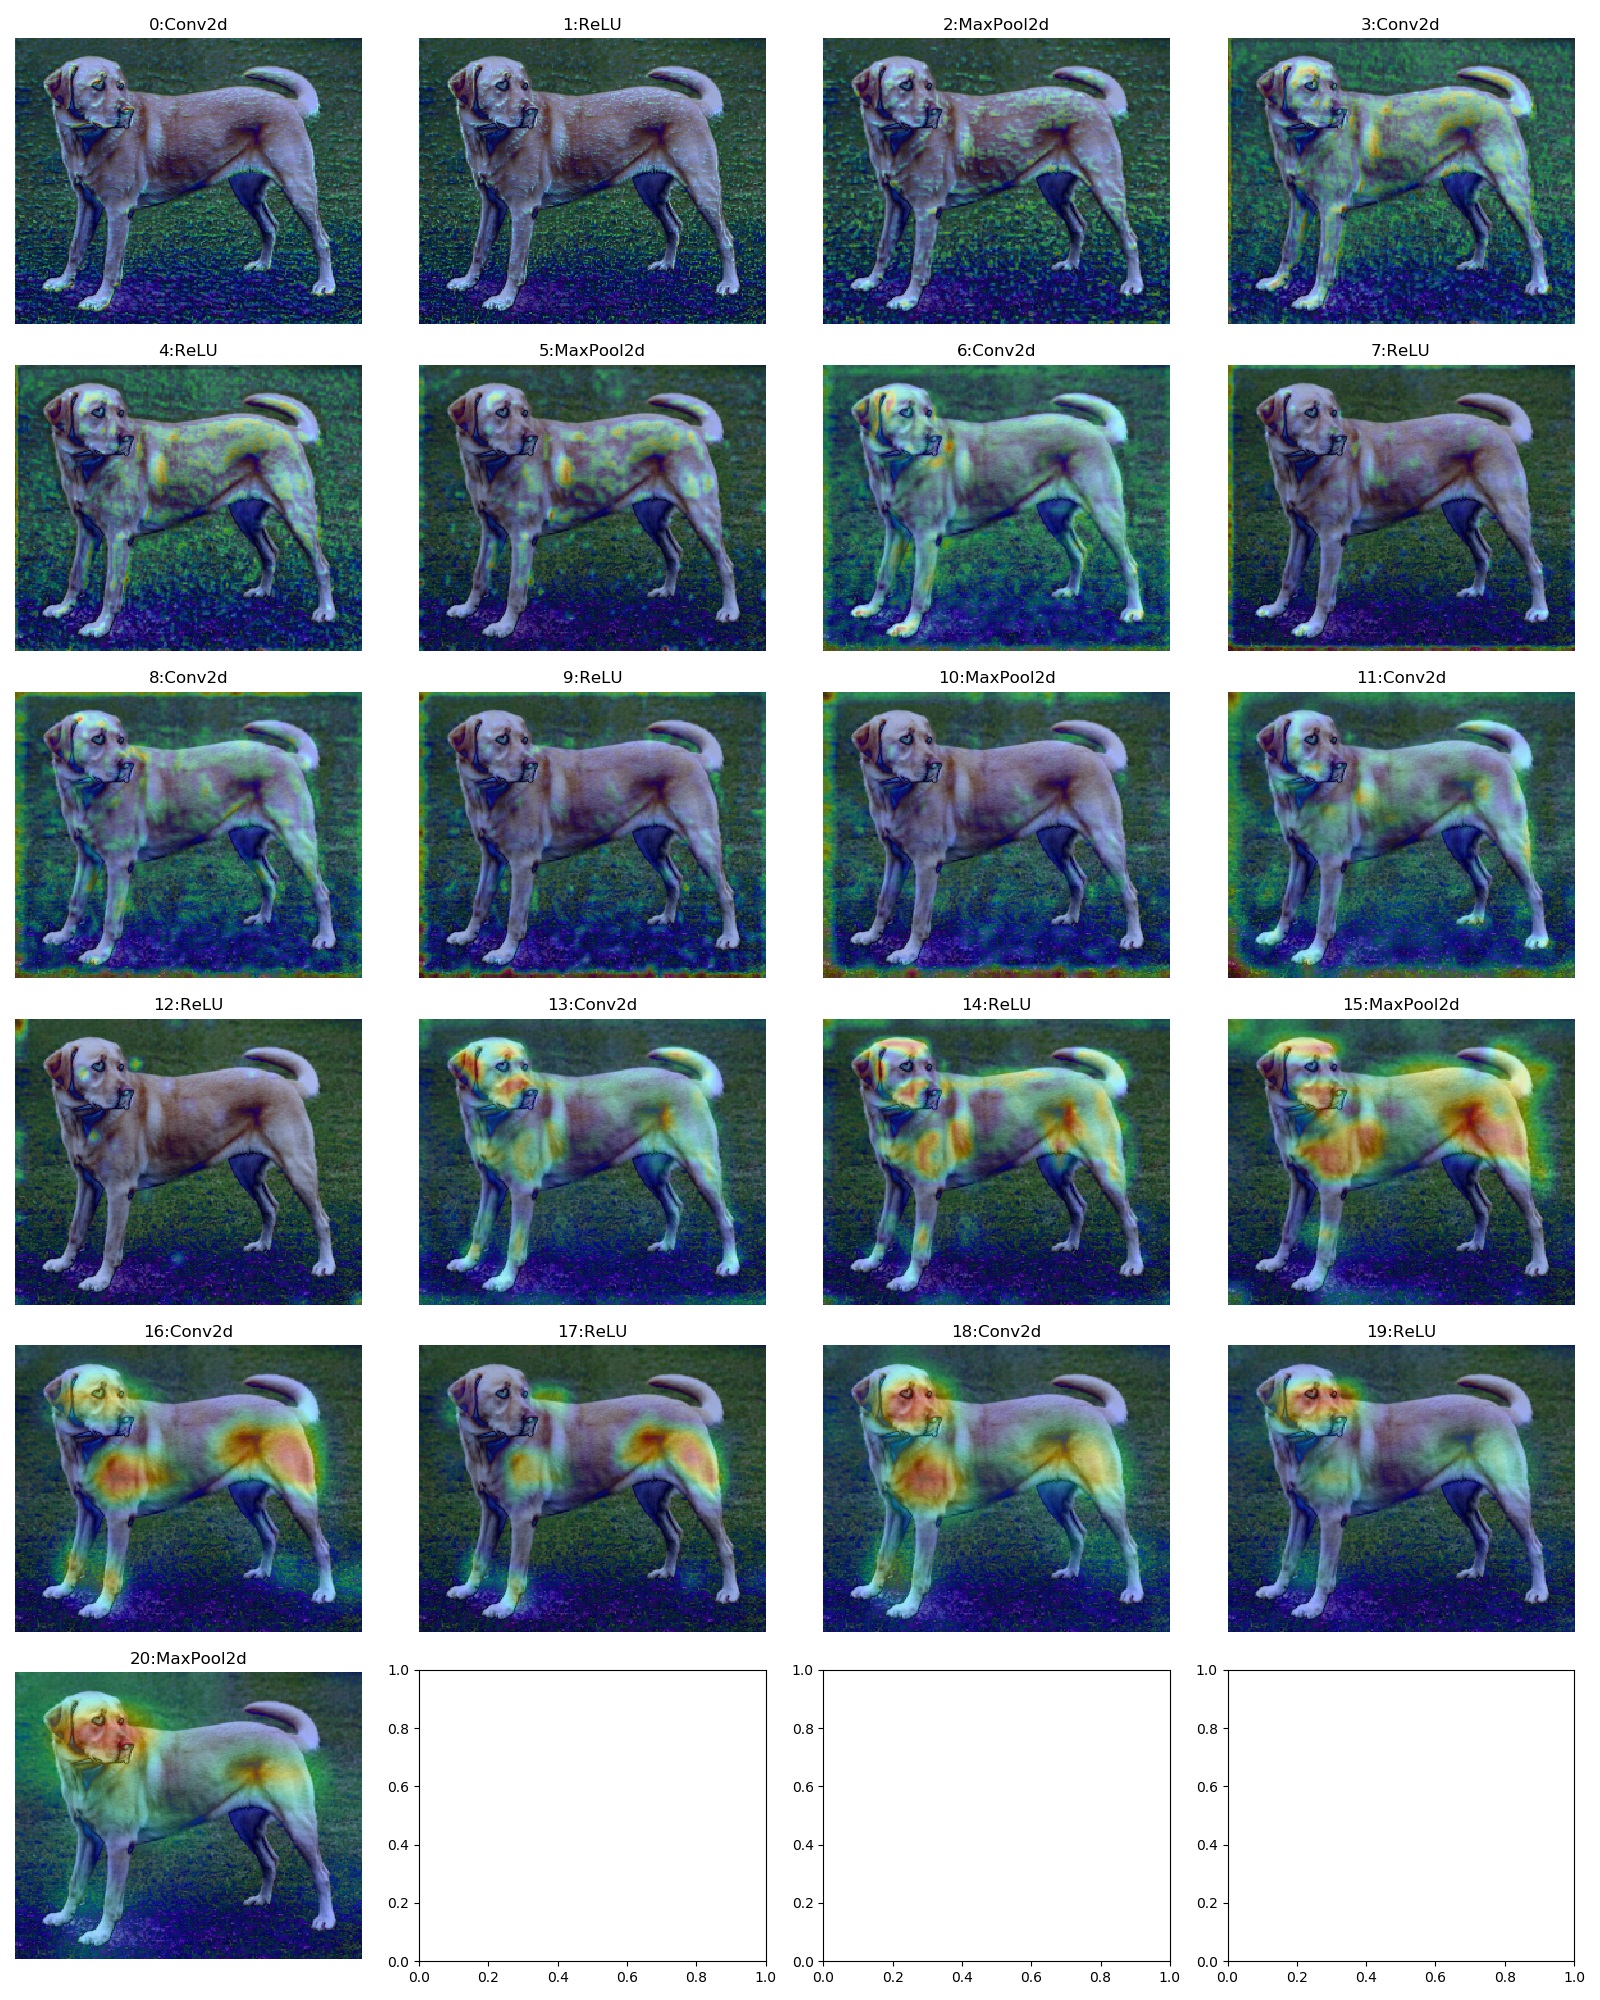 0:Conv2d 1:ReLU 2:MaxPool2d 3:Conv2d
4:ReLU 5:MaxPool2d 6:Conv2d 7:ReLU
8:Conv2d 9:ReLU 10:MaxPool2d 11:Conv2d
12:ReLU 13:Conv2d 14:ReLU 15:MaxPool2d
16:Conv2d 17:ReLU 18:Conv2d 19:ReLU
20:MaxPool2d
1.0 1.0 1.0
0.8 0.8 0.8
0.6 0.6 0.6
0.4 0.4 0.4
0.2 0.2 0.2
0.0 0.0 0.0
0.0 0.2 0.4 0.6 0.8 1.0 0.0 0.2 0.4 0.6 0.8 1.0 0.0 0.2 0.4 0.6 0.8 1.0